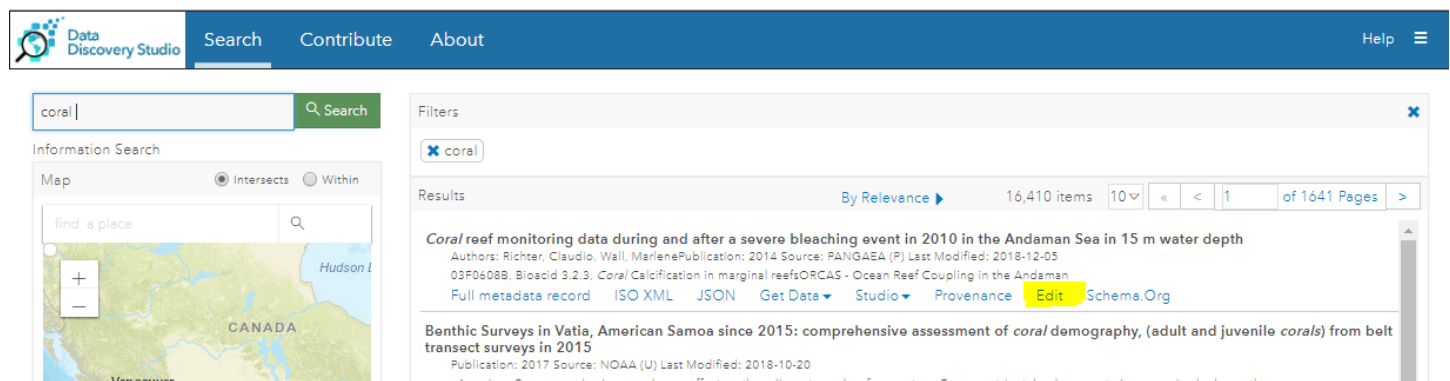 Data
Discovery Studio
Search Contribute About Help
coral Search
Information Search
Map Intersects Within
find a place
Hudson
CANADA
Vancouver
Filters
coral
Results By Relevance 16,410 items 10 « < 1 of 1641 Pages >
Coral reef monitoring data during and after a severe bleaching event in 2010 in the Andaman Sea in 15 m water depth
Authors: Richter, Claudio, Wall, MarlenePublication: 2014 Source: PANGAEA (P) Last Modified: 2018-12-05
03F0608B, Bioacid 3.2.3, Coral Calcification in marginal reefsORCAS - Ocean Reef Coupling in the Andaman
Full metadata record ISO XML JSON Get Data Studio Provenance Edit Schema.Org
Benthic Surveys in Vatia, American Samoa since 2015: comprehensive assessment of coral demography, (adult and juvenile corals) from belt
transect surveys in 2015
Publication: 2017 Source: NOAA (U) Last Modified: 2018-10-20